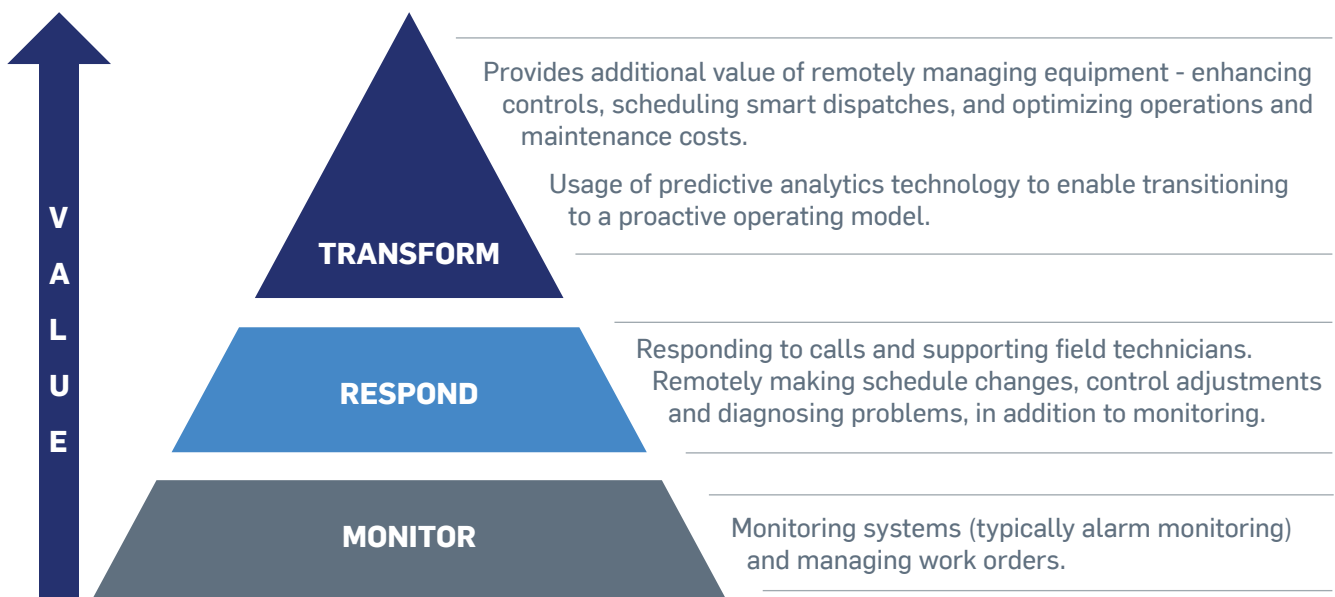 VALUE
TRANSFORM
Provides additional value of remotely managing equipment - enhancing
controls, scheduling smart dispatches, and optimizing operations and
maintenance costs.
Usage of predictive analytics technology to enable transitioning
to a proactive operating model.
RESPOND
Responding to calls and supporting field technicians.
Remotely making schedule changes, control adjustments
and diagnosing problems, in addition to monitoring.
MONITOR
Monitoring systems (typically alarm monitoring)
and managing work orders.